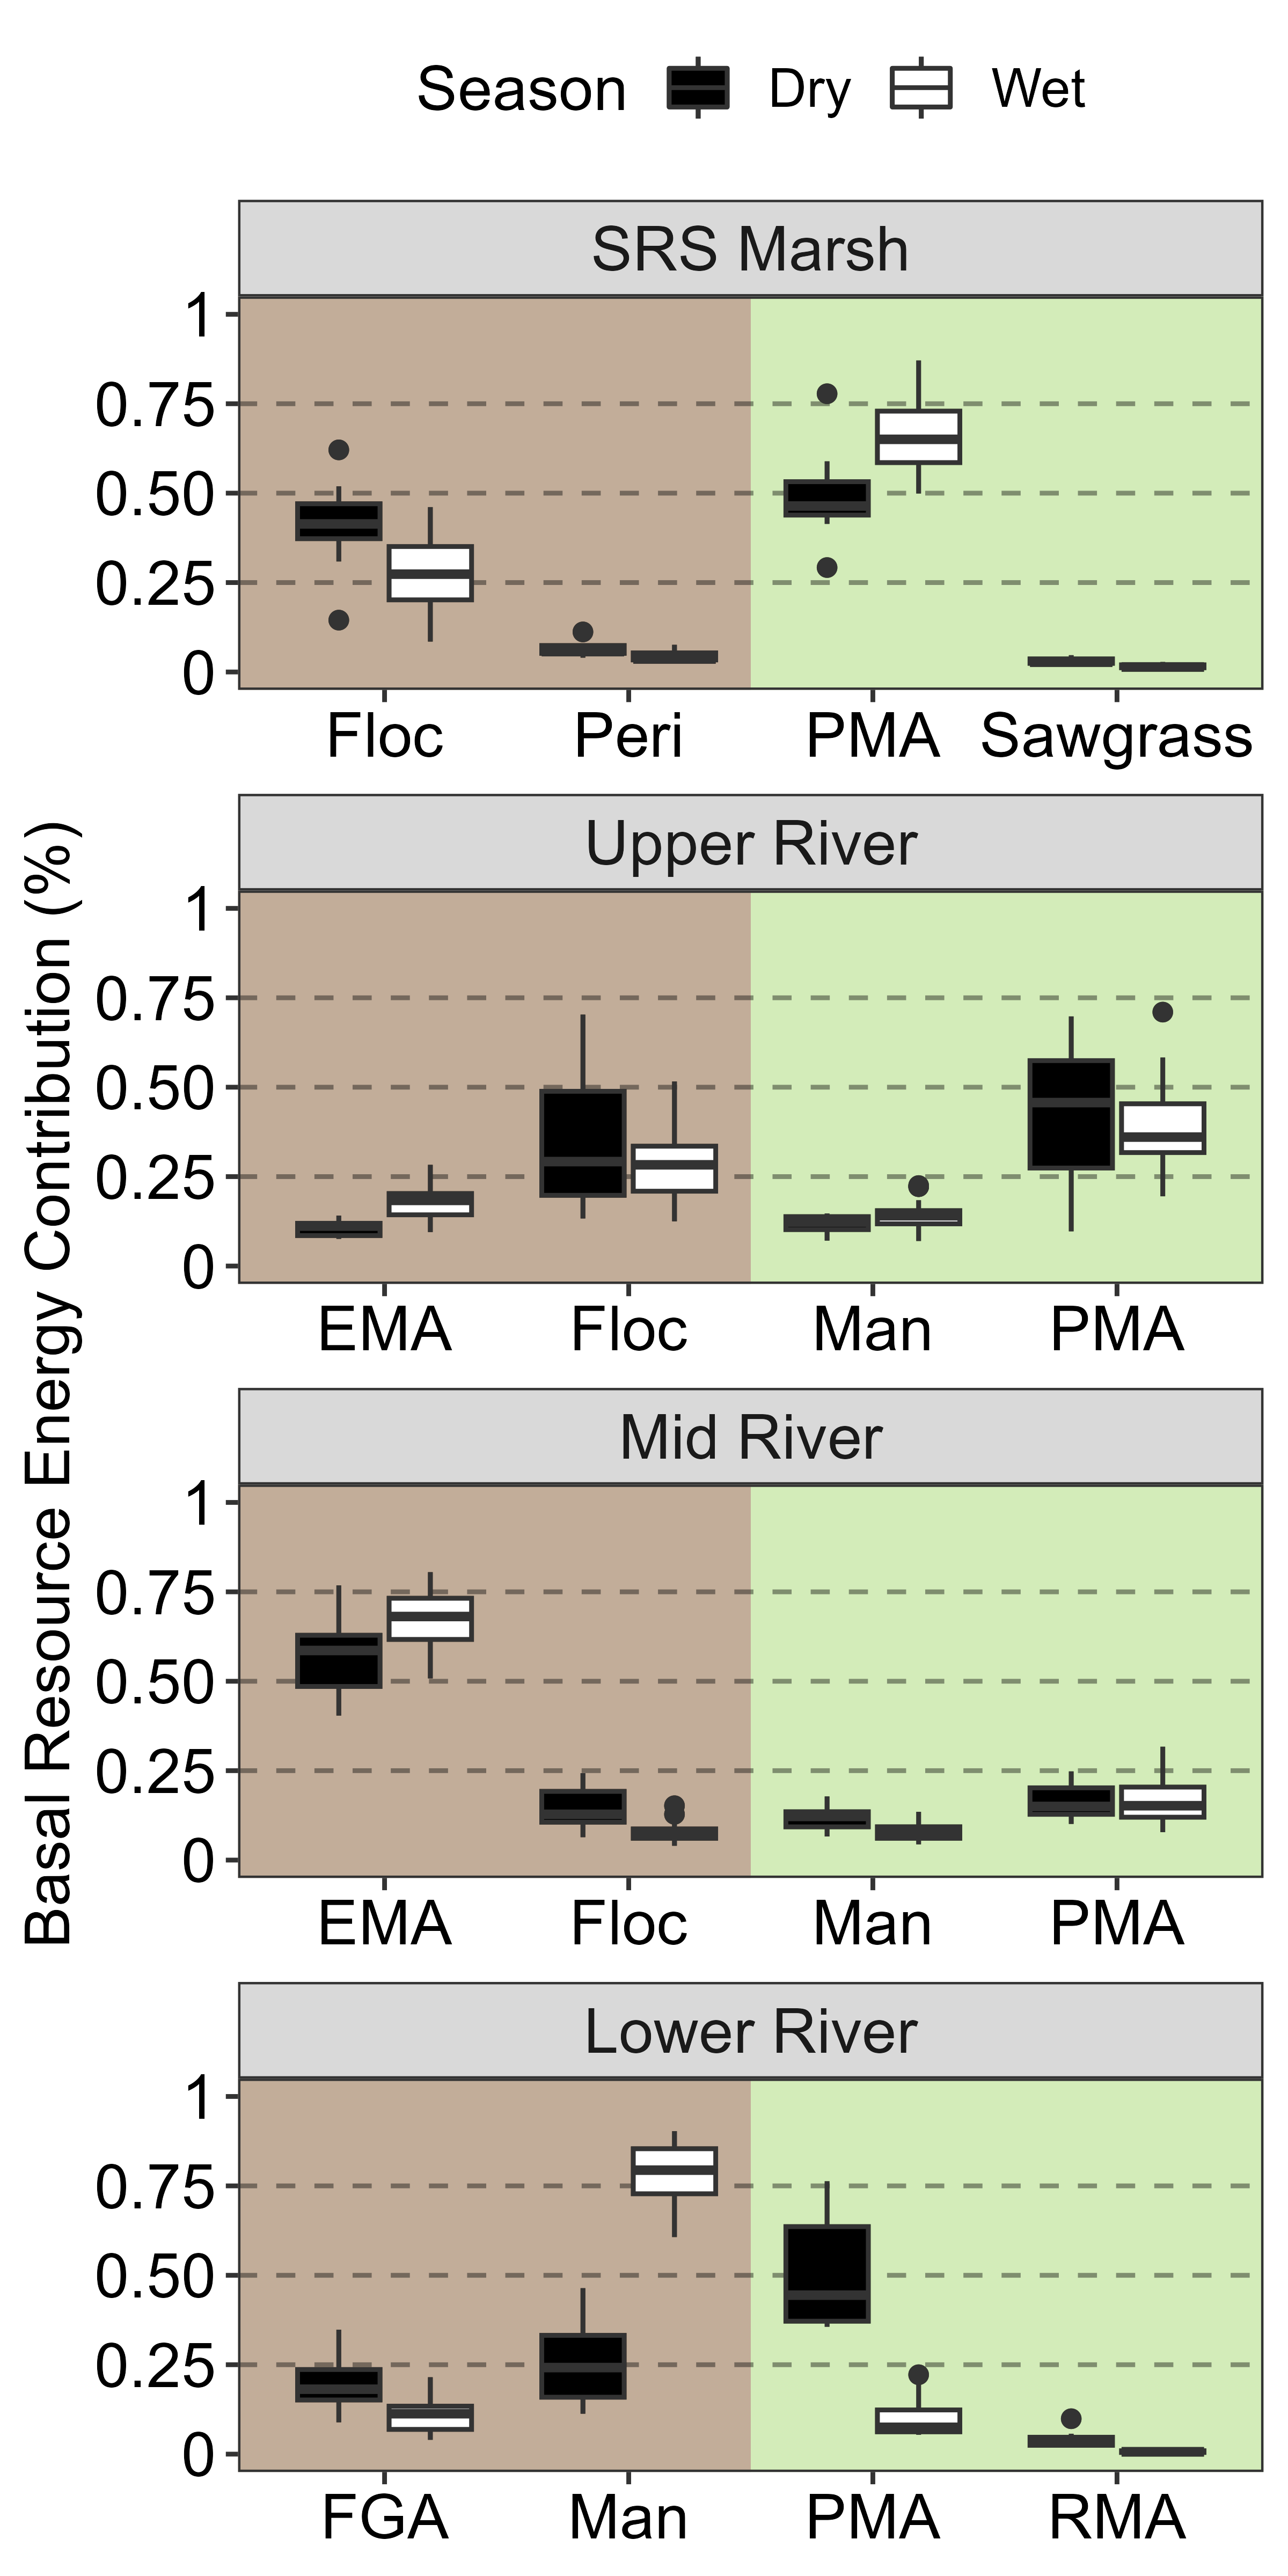 Season Dry Wet
SRS Marsh
1
0.75
0.50
0.25
0
Floc Peri PMA Sawgrass
Basal Resource Energy Contribution (%)
Upper River
1
0.75
0.50
0.25
0
EMA Floc Man PMA
Mid River
1
0.75
0.50
0.25
0
EMA Floc Man PMA
Lower River
1
0.75
0.50
0.25
0
FGA Man PMA RMA